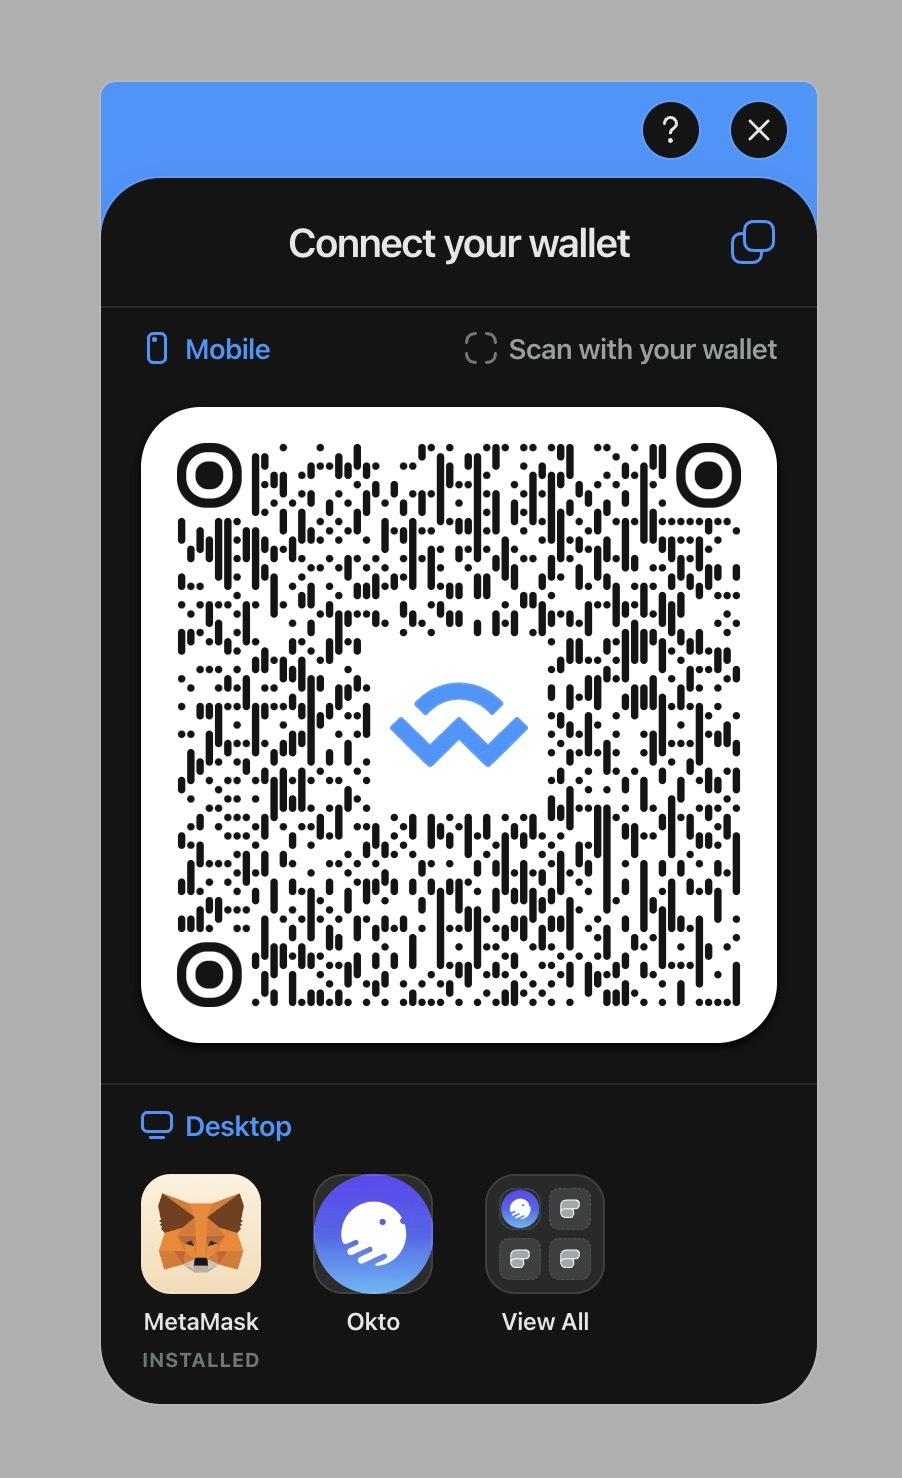 ?
Connect your wallet
Mobile
Scan with your wallet
Desktop
MetaMask
Okto
View All
INSTALLED